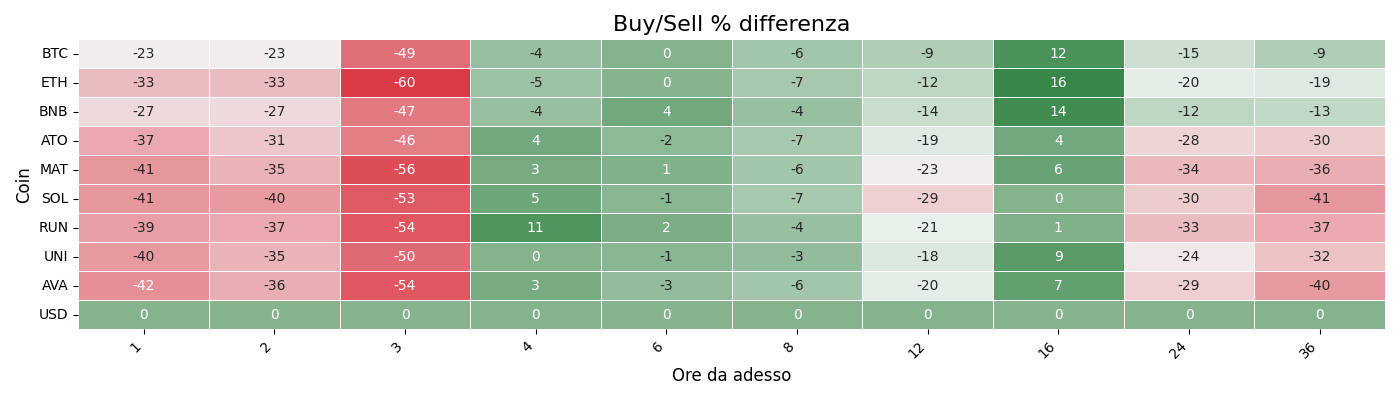 Buy/Sell % differenza
Coin
BTC -23 -23 -49 -4 0 -6 -9 12 -15 -9
ETH -33 -33 -60 -5 0 -7 -12 16 -20 -19
BNB -27 -27 -47 -4 4 -4 -14 14 -12 -13
ATO -37 -31 -46 4 -2 -7 -19 4 -28 -30
MAT -41 -35 -56 3 1 -6 -23 6 -34 -36
SOL -41 -40 -53 5 -1 -7 -29 0 -30 -41
RUN -39 -37 -54 11 2 -4 -21 1 -33 -37
UNI -40 -35 -50 0 -1 -3 -18 9 -24 -32
AVA -42 -36 -54 3 -3 -6 -20 7 -29 -40
USD 0 0 0 0 0 0 0 0 0 0
1 2 3 4 6 8 12 16 24 36
Ore da adesso